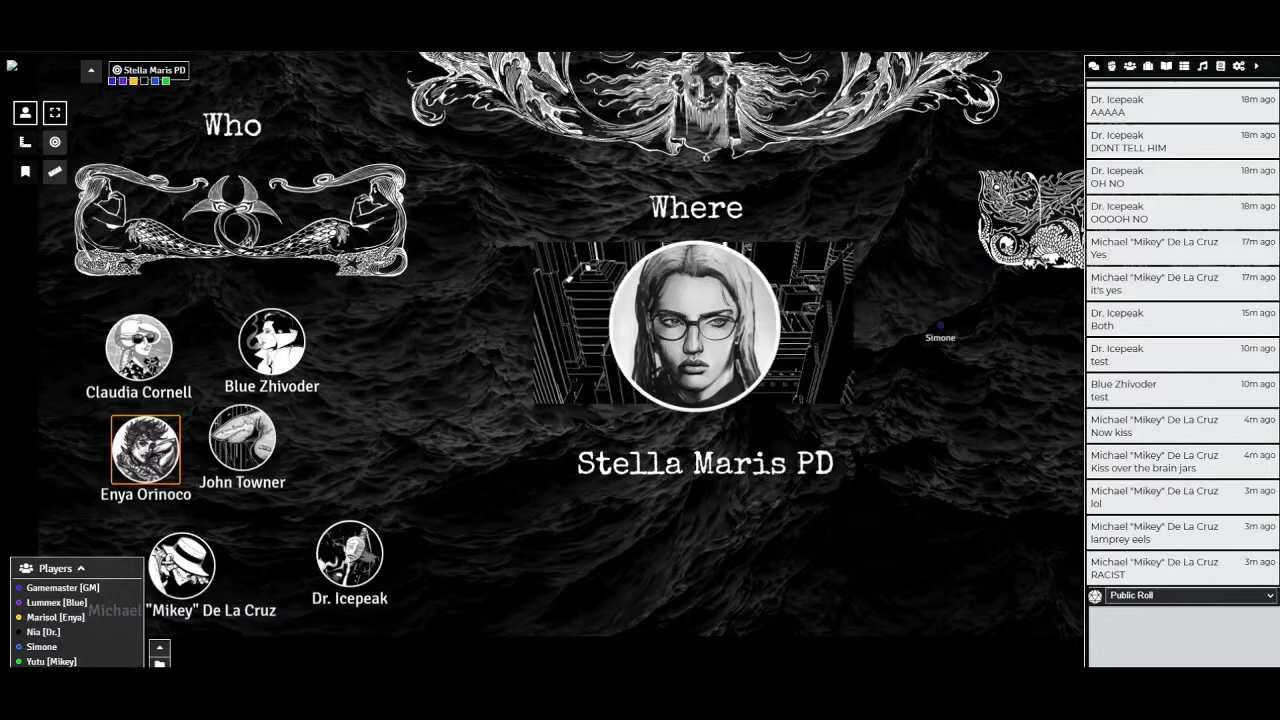 Stella Maris PD
Who
Where
Simone
Claudia Cornell
Blue Zhivoder
Enya Orinoco
John Towner
Stella Maris PD
Michael "Mikey" De La Cruz
Dr. Icepeak
Players
Gamemaster [GM]
Lummex [Blue]
Marisol [Enya]
Nia [Dr.]
Simone
Yutu [Mikey]
Dr. Icepeak 18m ago
AAAAA
Dr. Icepeak 18m ago
DONT TELL HIM
Dr. Icepeak 18m ago
OH NO
Dr. Icepeak 18m ago
OOOOH NO
Michael "Mikey" De La Cruz 17m ago
Yes
Michael "Mikey" De La Cruz 17m ago
it's yes
Dr. Icepeak 15m ago
Both
Dr. Icepeak 10m ago
test
Blue Zhivoder 10m ago
test
Michael "Mikey" De La Cruz 4m ago
Now kiss
Michael "Mikey" De La Cruz 4m ago
Kiss over the brain jars
Michael "Mikey" De La Cruz 3m ago
lol
Michael "Mikey" De La Cruz 3m ago
lamprey eels
Michael "Mikey" De La Cruz 3m ago
RACIST
Public Roll